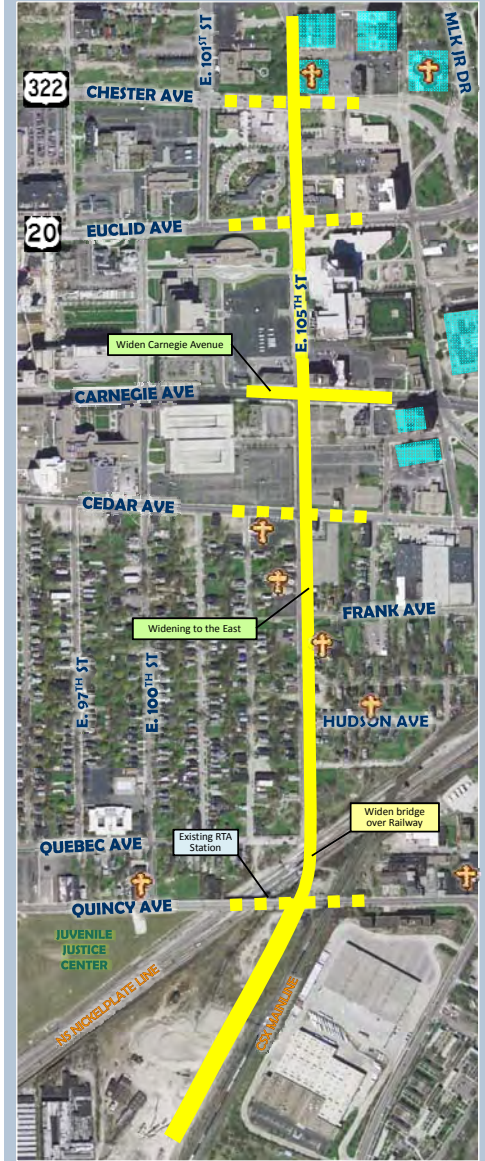 E. 101ST ST
MLK JR DR
322
CHESTER AVE
20
EUCLID AVE
E. 105TH ST
Widen Carnegie Avenue
CARNEGIE AVE
CEDAR AVE
FRANK AVE
Widening to the East
E. 97TH ST
E. 100TH ST
HUDSON AVE
Widen bridge
over Railway
Existing RTA
Station
QUEBEC AVE
QUINCY AVE
JUVENILE
JUSTICE
CENTER
NS NICKELPLATE LINE
CSX MAINLINE